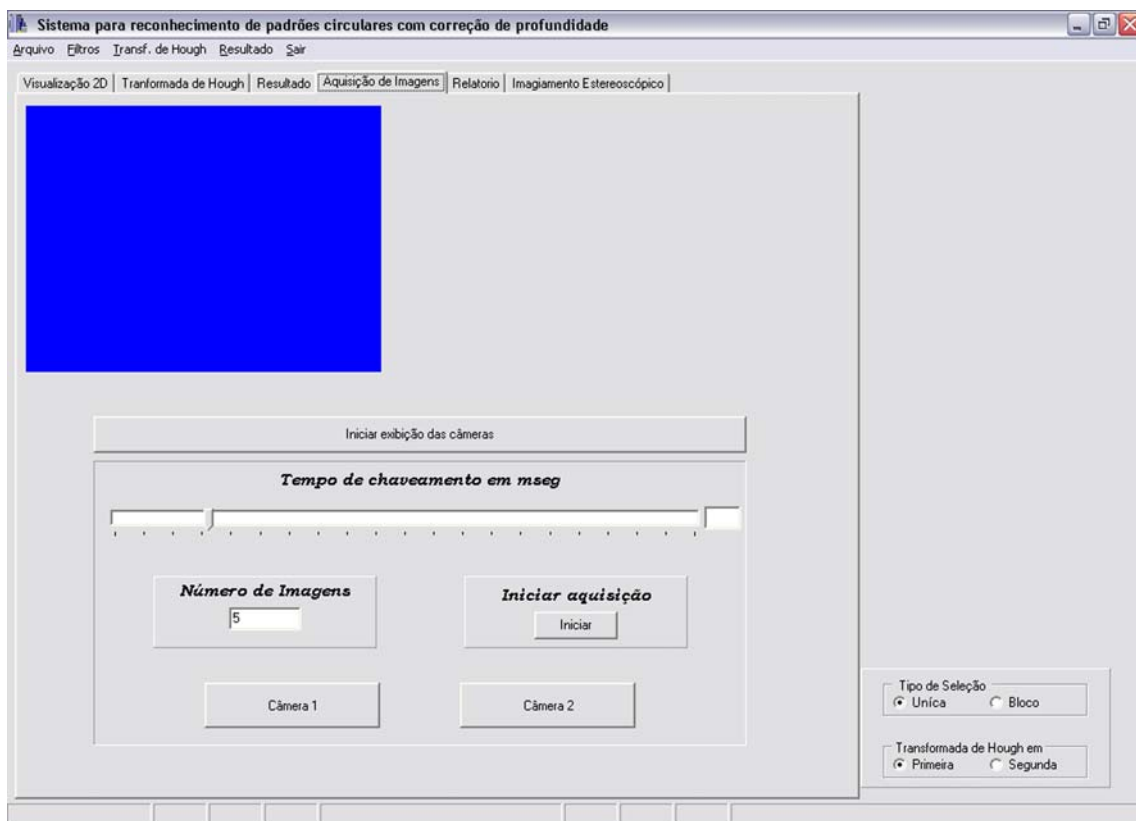 Sistema para reconhecimento de padrões circulares com correção de profundidade
Arquivo Filtros Transf. de Hough Resultado Sair
Visualização 2D Tranformada de Hough Resultado Aquisição de Imagens Relatorio Imagiamento Estereoscópico
Iniciar exibição das câmeras
Tempo de chaveamento em mseg
Número de Imagens
5
Iniciar aquisição
Iniciar
Câmera 1
Câmera 2
Tipo de Seleção
Uníca Bloco
Transformada de Hough em
Primeira Segunda